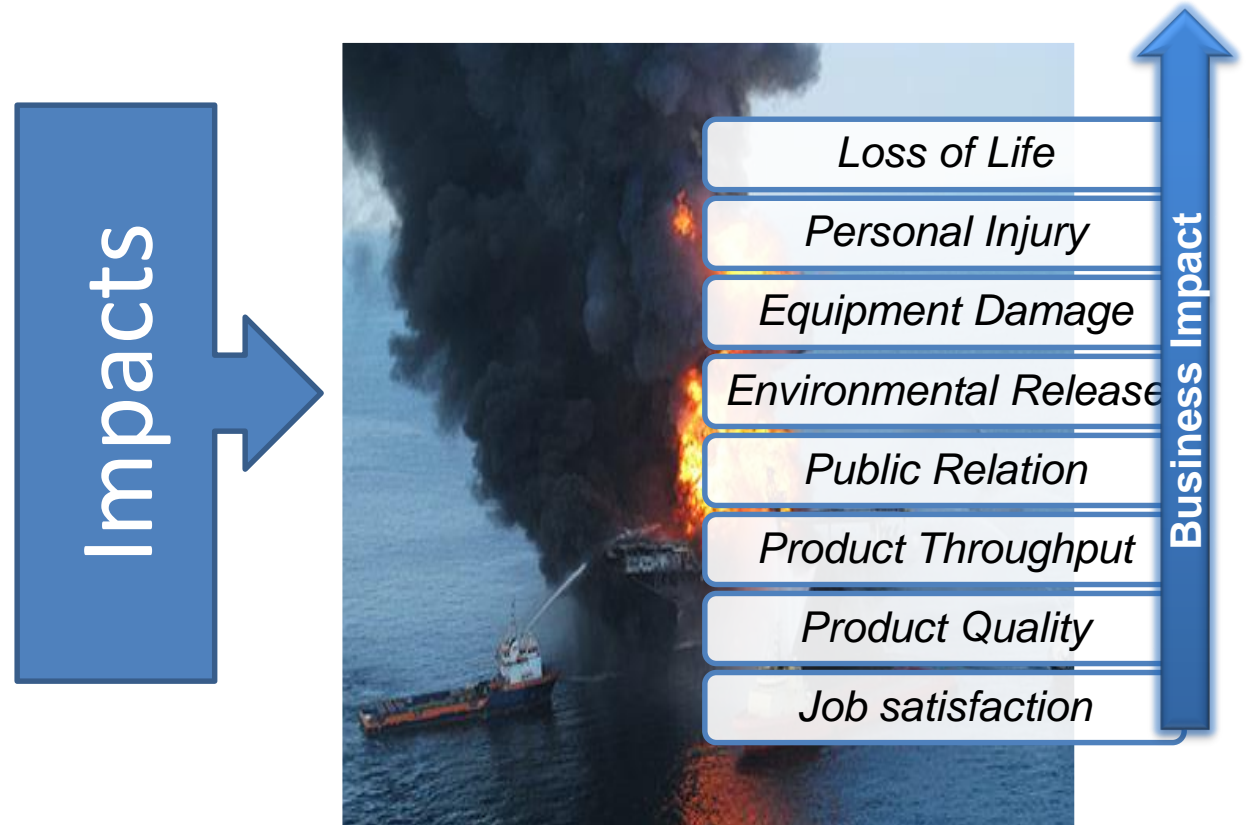 Impacts
Loss of Life
Personal Injury
Equipment Damage
Environmental Release
Public Relation
Product Throughput
Product Quality
Job satisfaction
Business Impact